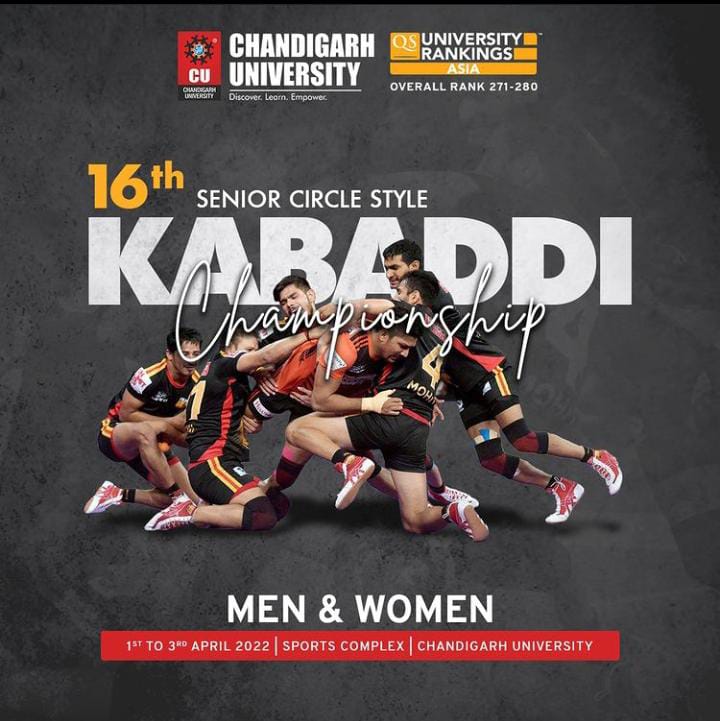 CHANDIGARH
UNIVERSITY
Discover. Learn. Empower.
CU
CHANDIGARH
UNIVERSITY
QS UNIVERSITY
RANKINGS
ASIA
OVERALL RANK 271-280
16th SENIOR CIRCLE STYLE
KABADDI
Championship
4
MEN & WOMEN
1ST TO 3RD APRIL 2022 | SPORTS COMPLEX | CHANDIGARH UNIVERSITY